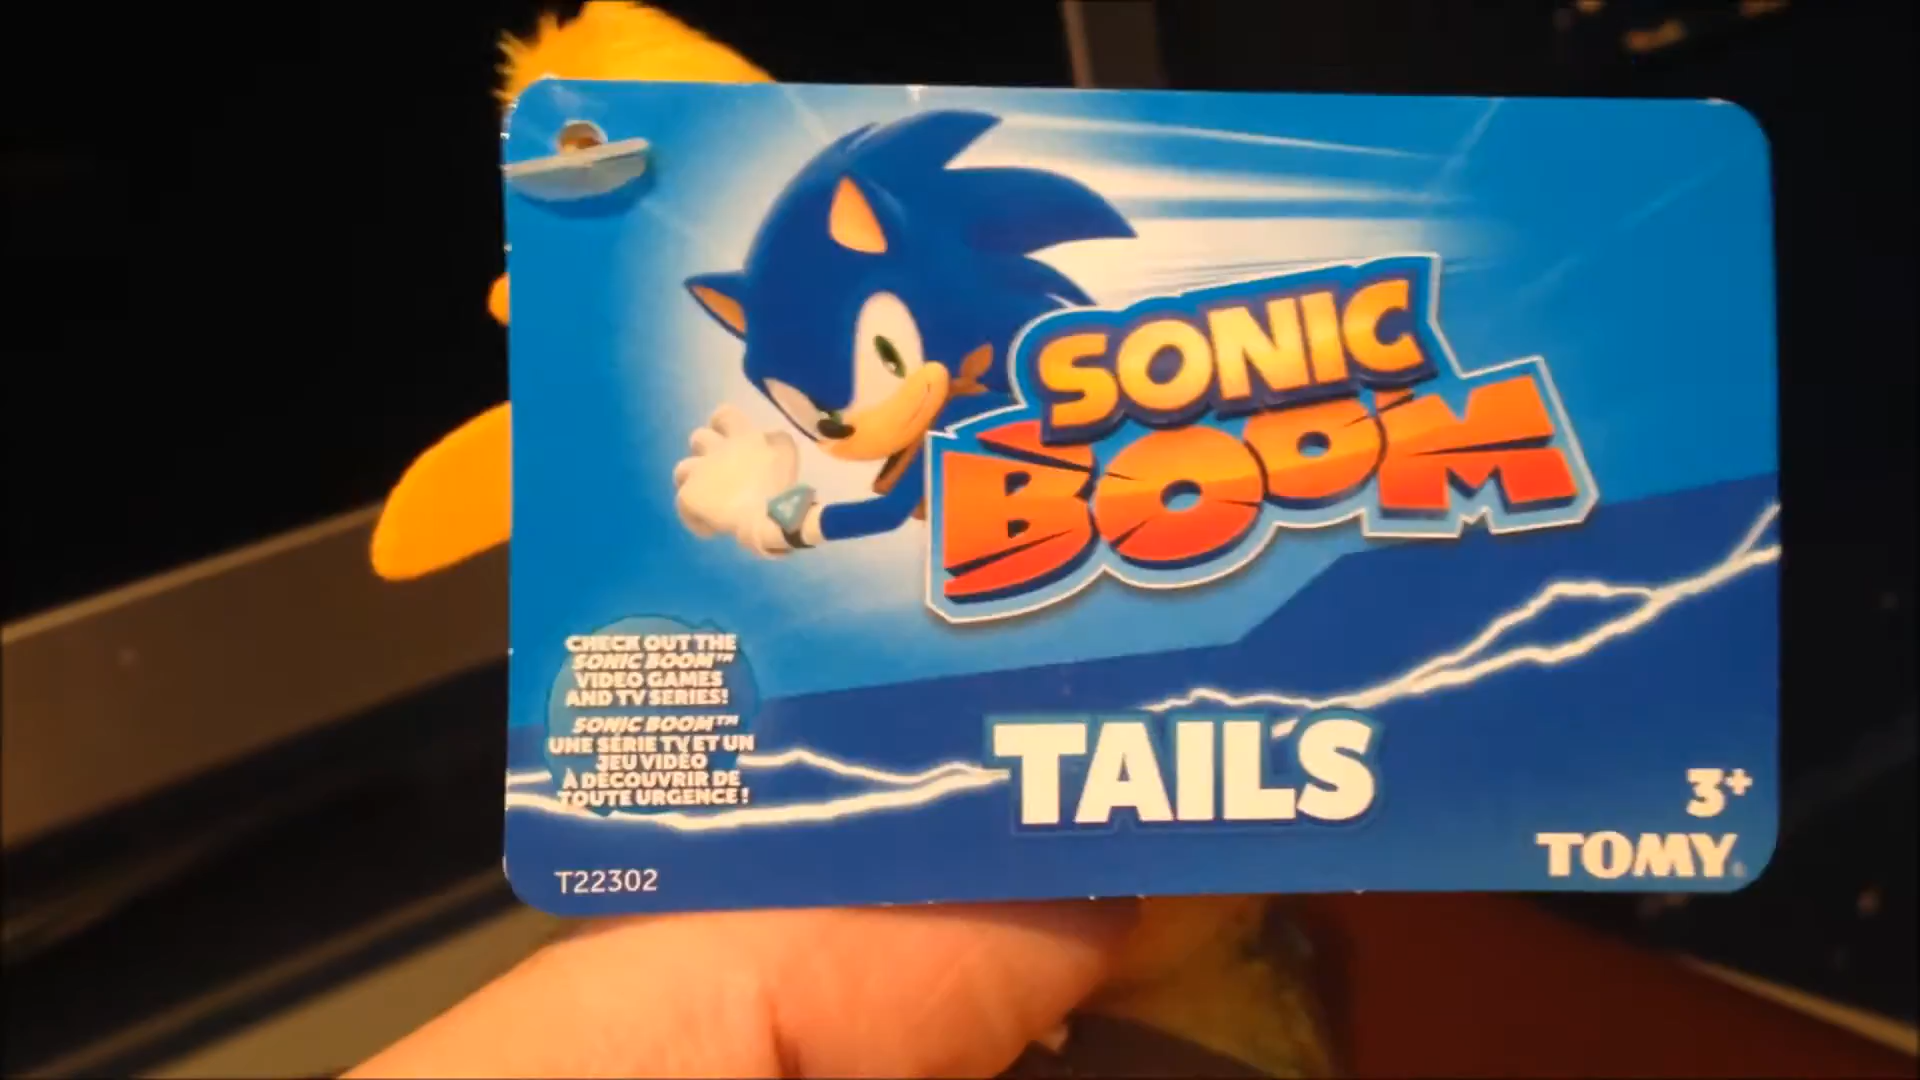 SONIC
BOOM
CHECK OUT THE
SONIC BOOM™
VIDEO GAMES
AND TV SERIES!
SONIC BOOM™
UNE SÉRIE TV ET UN
JEU VIDÉO
À DÉCOUVRIR DE
TOUTE URGENCE !
TAILS
3+
TOMY
T22302